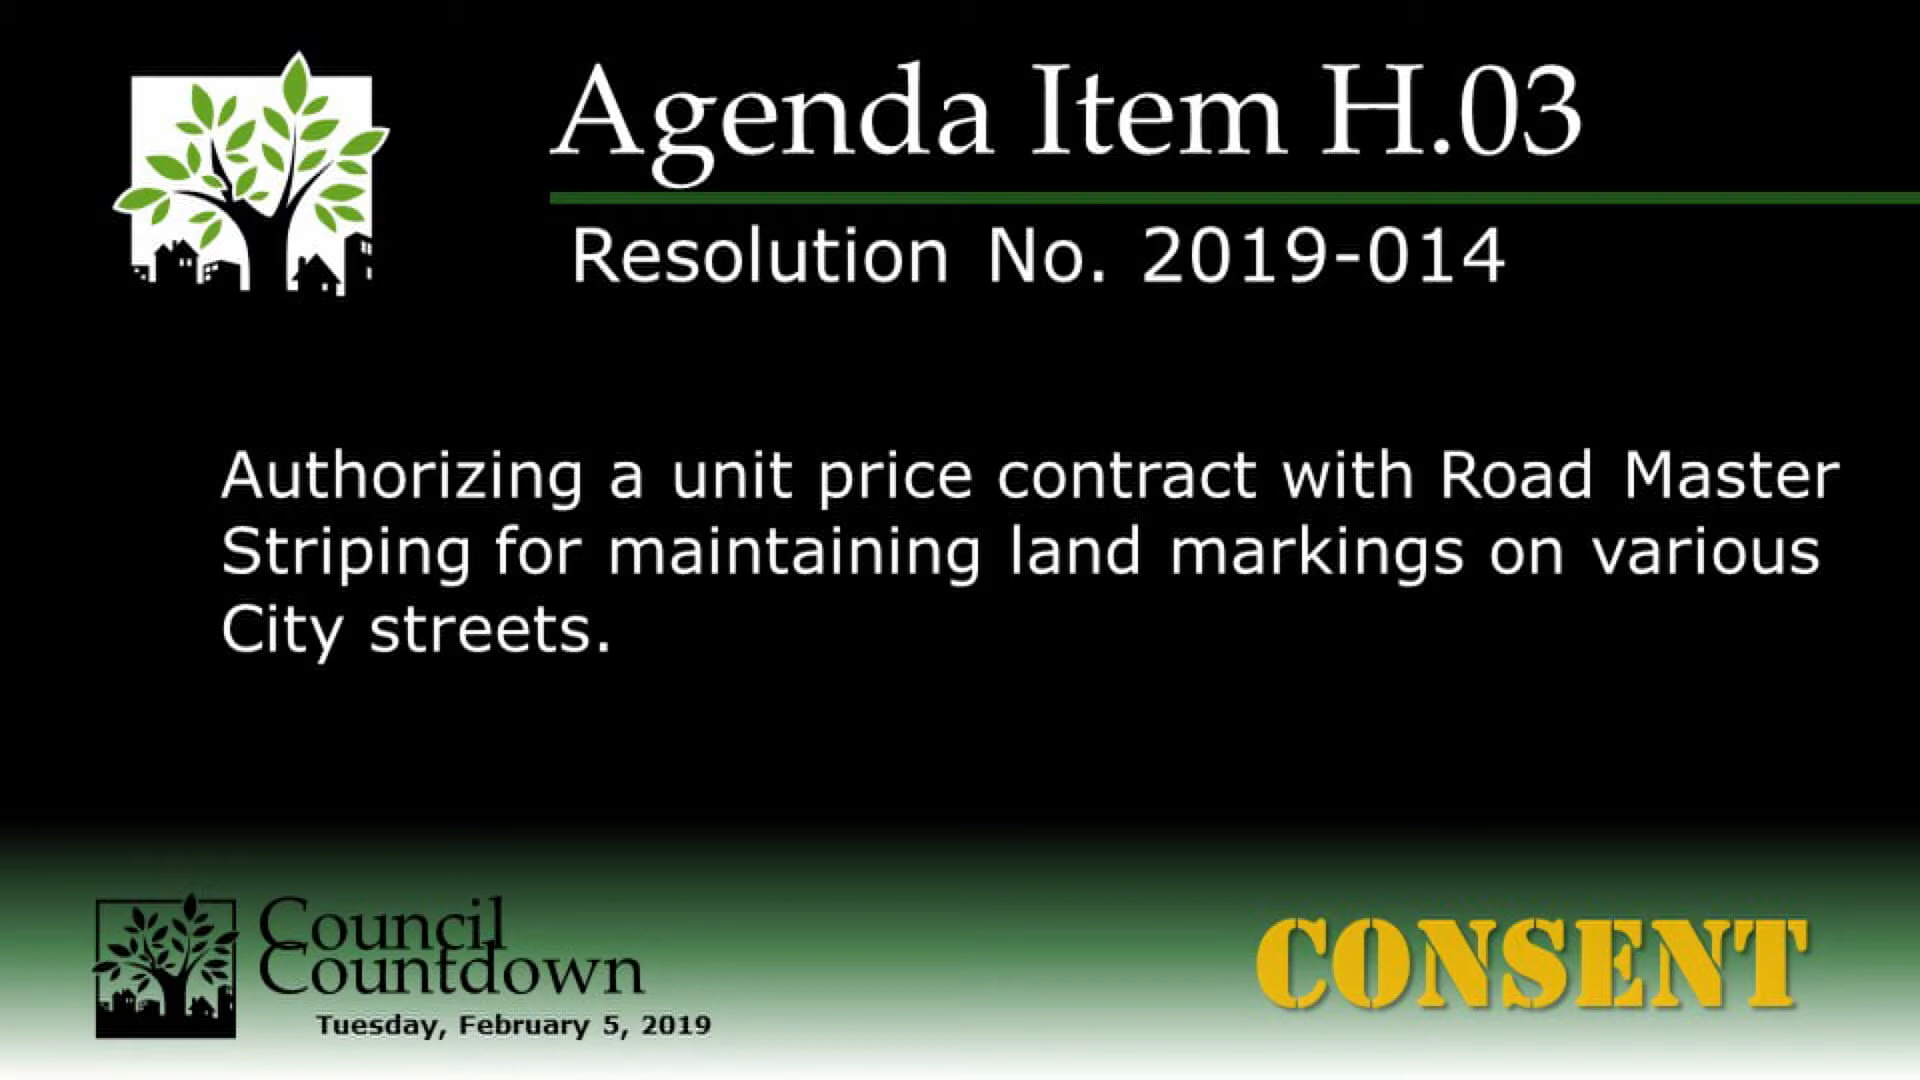 Agenda Item H.03
Resolution No. 2019-014
Authorizing a unit price contract with Road Master
Striping for maintaining land markings on various
City streets.
Council
Countdown
Tuesday, February 5, 2019
CONSENT